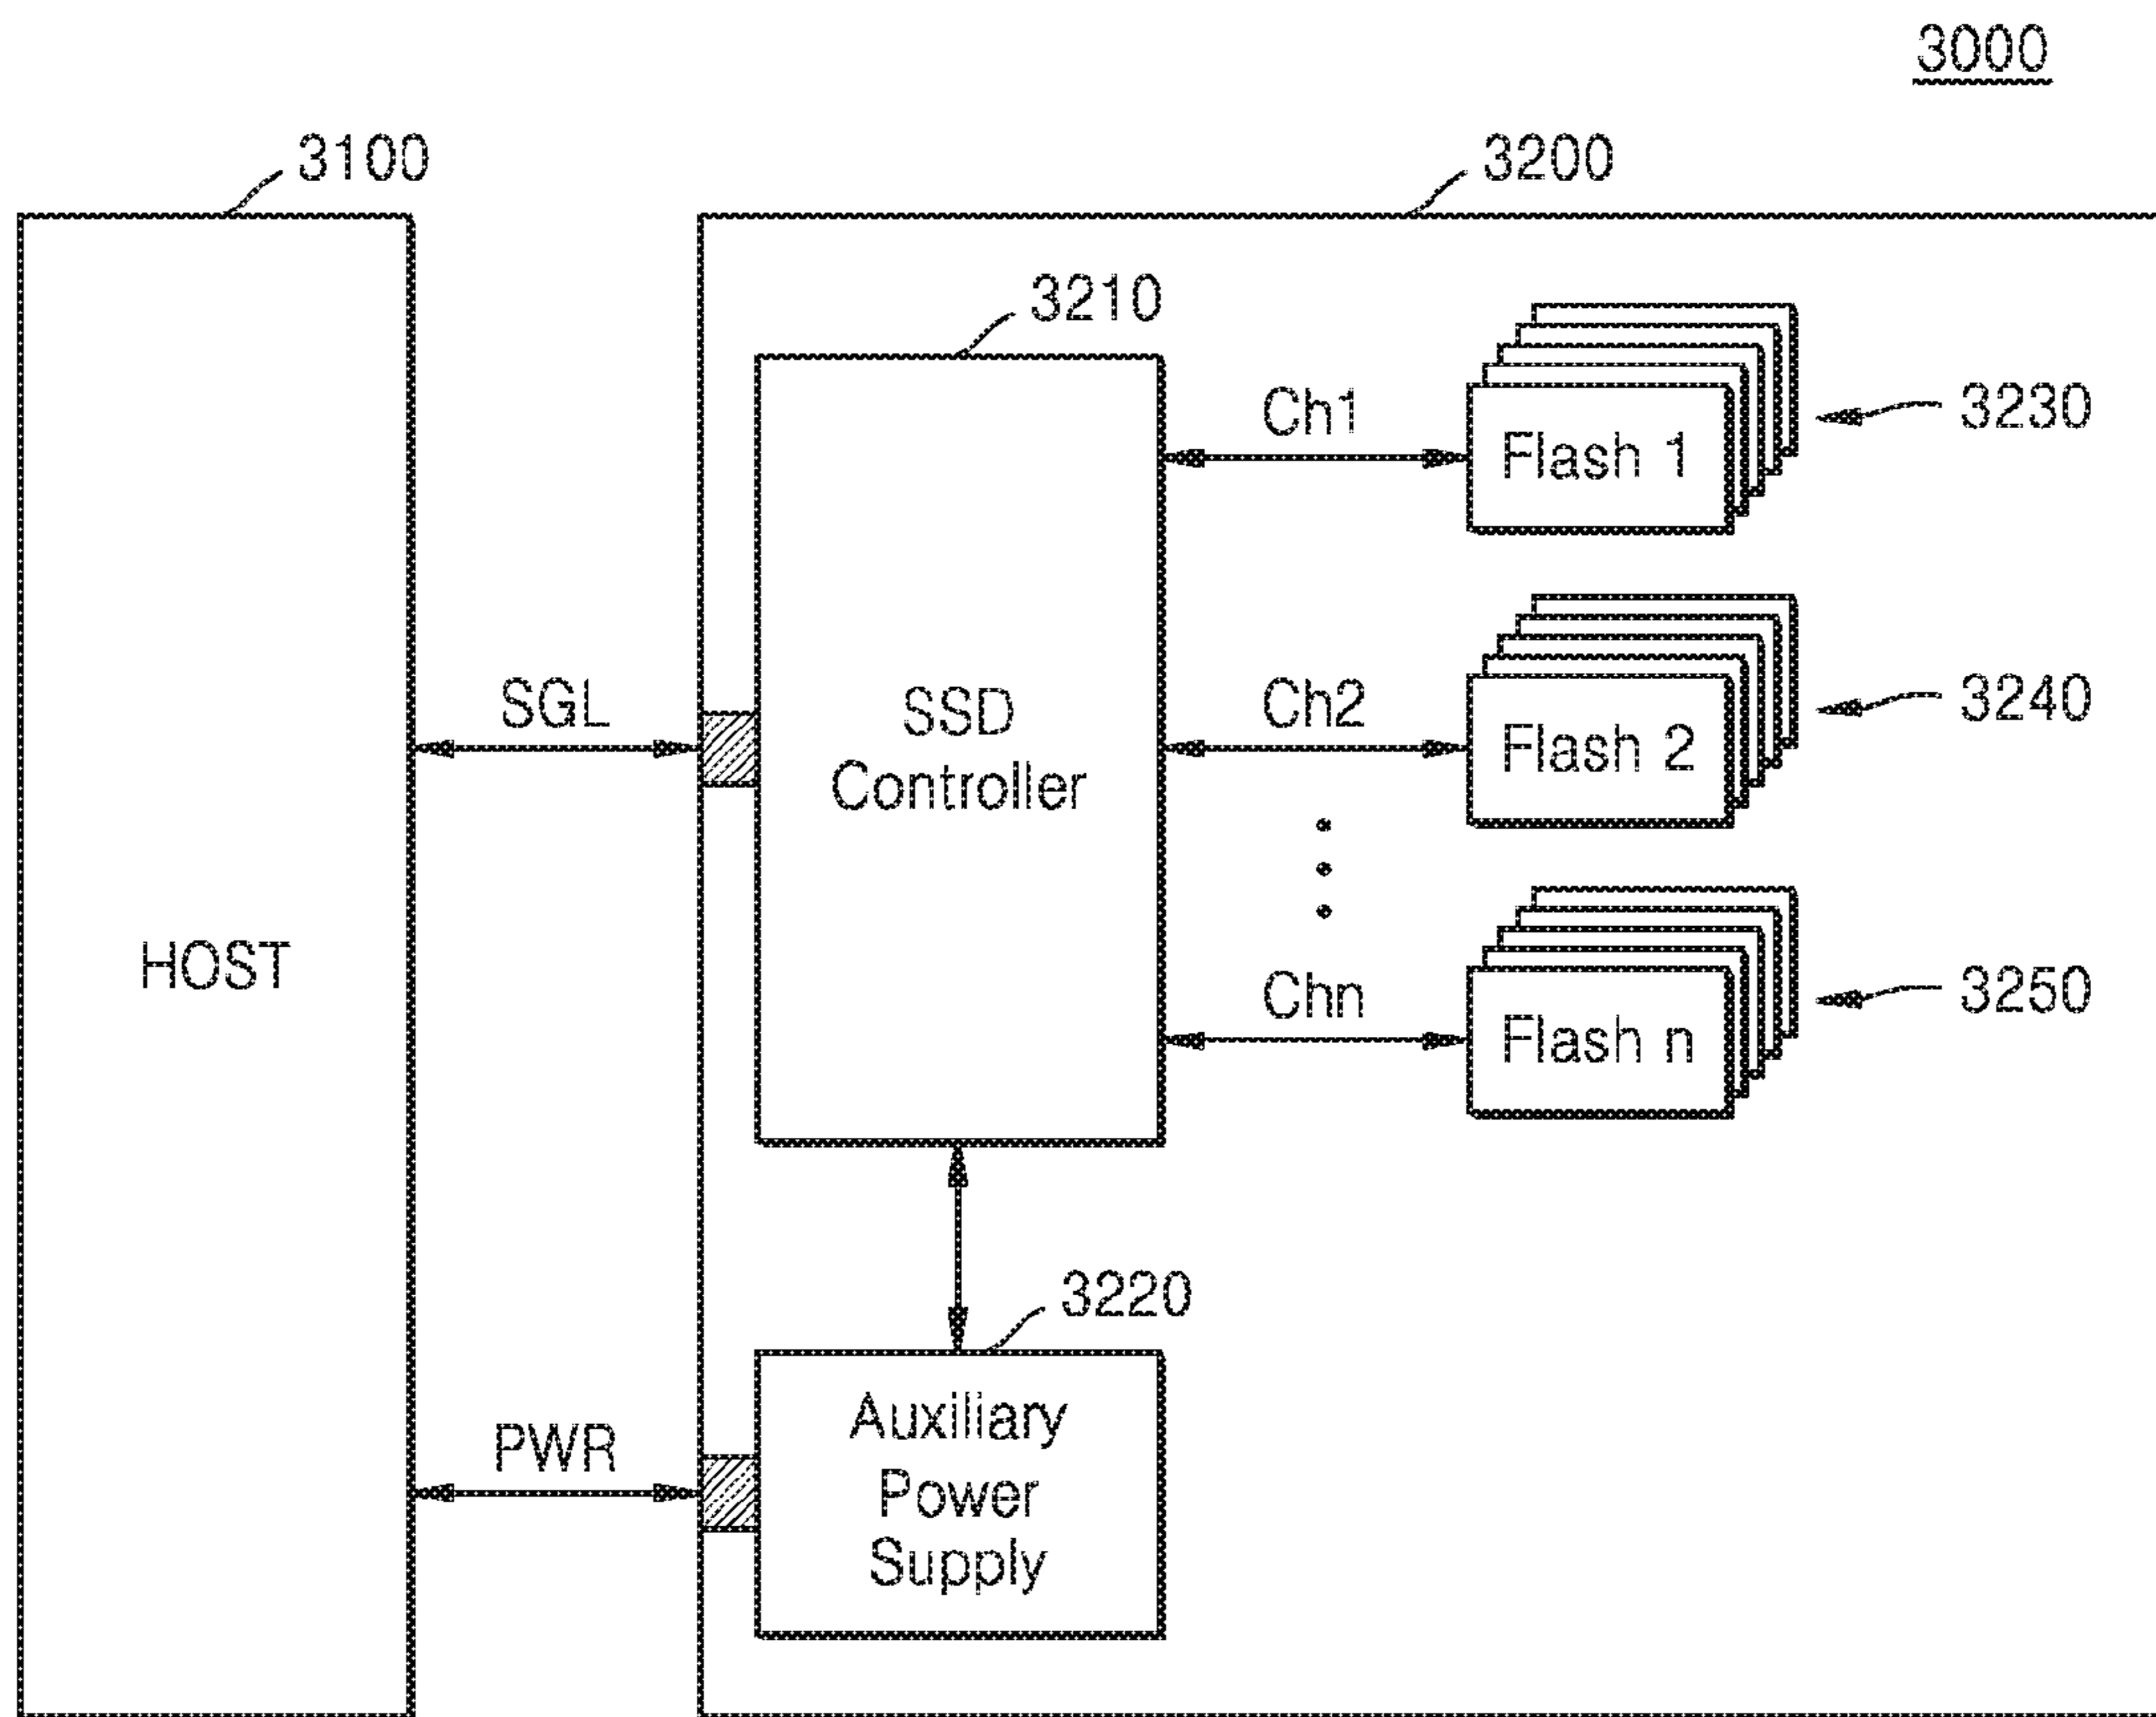 3000
3100
3200
3210
Ch1
Flash 1
3230
SGL
SSD
Controller
Ch2
Flash 2
3240
HOST
Chn
Flash n
3250
3220
PWR
Auxiliary
Power
Supply